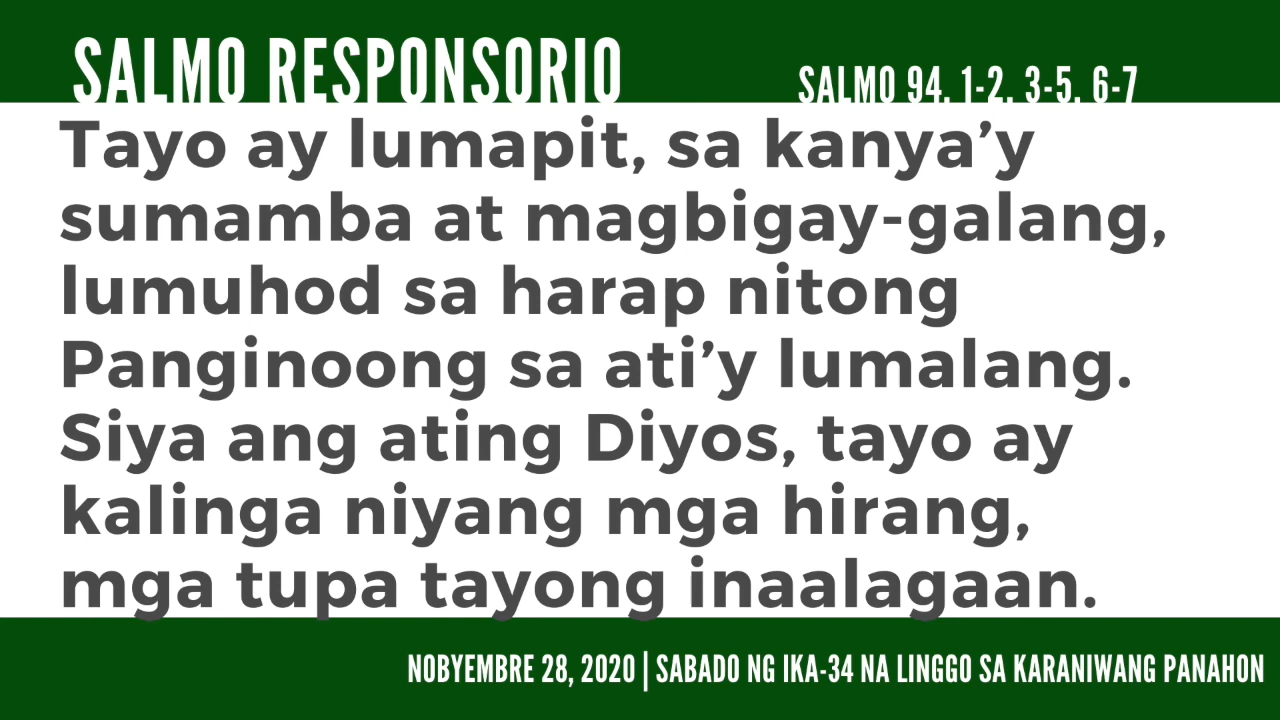 SALMO RESPONSORIO
SALMO 94, 1-2, 3-5, 6-7
Tayo ay lumapit, sa kanya’y
sumamba at magbigay-galang,
lumuhod sa harap nitong
Panginoong sa ati’y lumalang.
Siya ang ating Diyos, tayo ay
kalinga niyang mga hirang,
mga tupa tayong inaalagaan.
NOBYEMBRE 28, 2020 | SABADO NG IKA-34 NA LINGGO SA KARANIWANG PANAHON